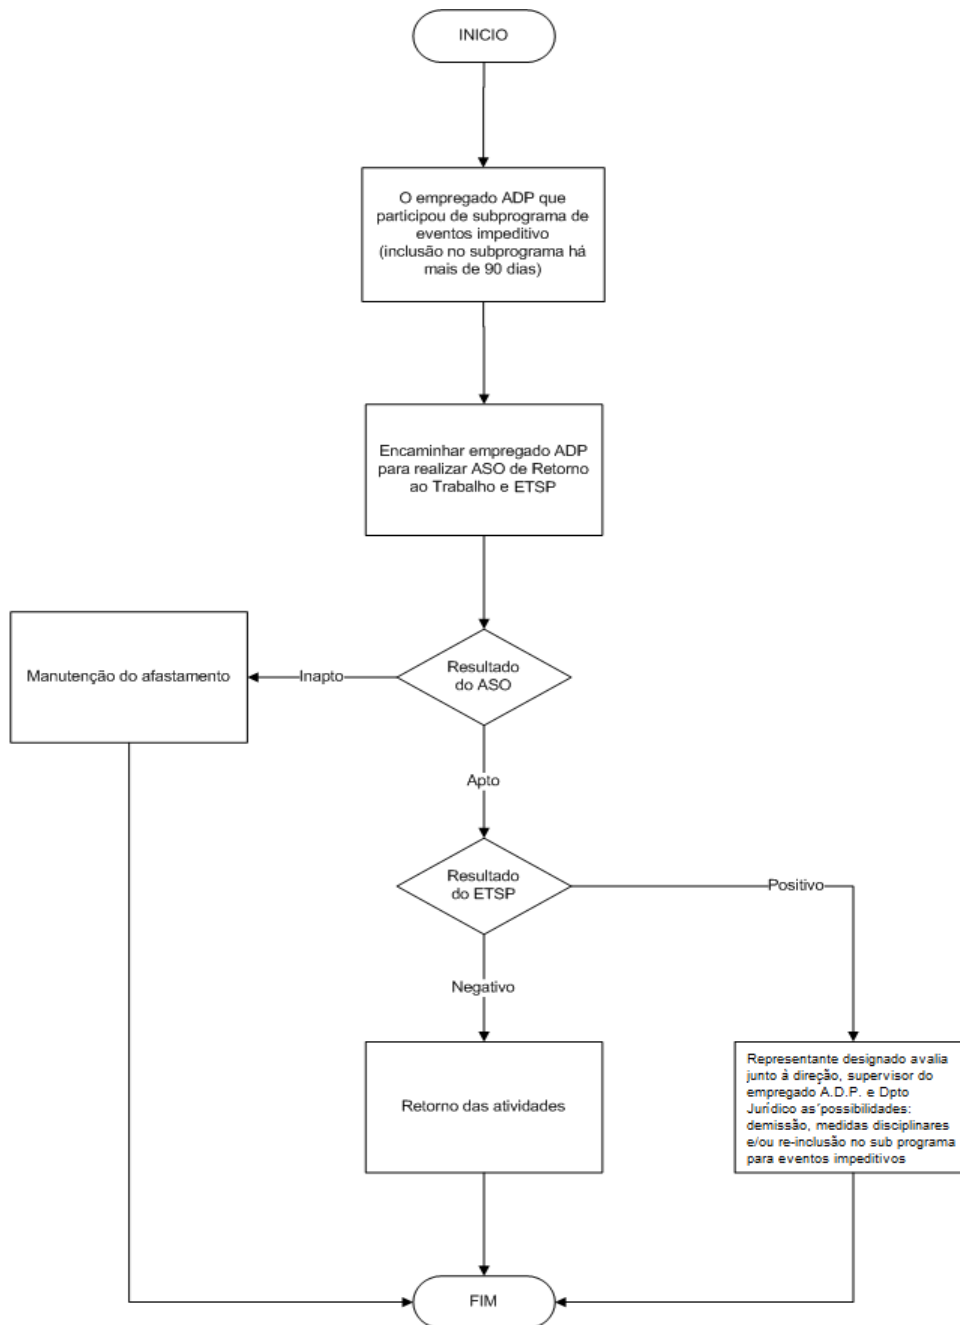 INICIO
O empregado ADP que
participou de subprograma de
eventos impeditivo
(inclusão no subprograma há
mais de 90 dias)
Encaminhar empregado ADP
para realizar ASO de Retorno
ao Trabalho e ETSP
Resultado
do ASO
Inapto
Manutenção do afastamento
Apto
Resultado
do ETSP
Positivo
Negativo
Retorno das atividades
Representante designado avalia
junto à direção, supervisor do
empregado A.D.P. e Dpto
Jurídico as´possibilidades:
demissão, medidas disciplinares
e/ou re-inclusão no sub programa
para eventos impeditivos
FIM